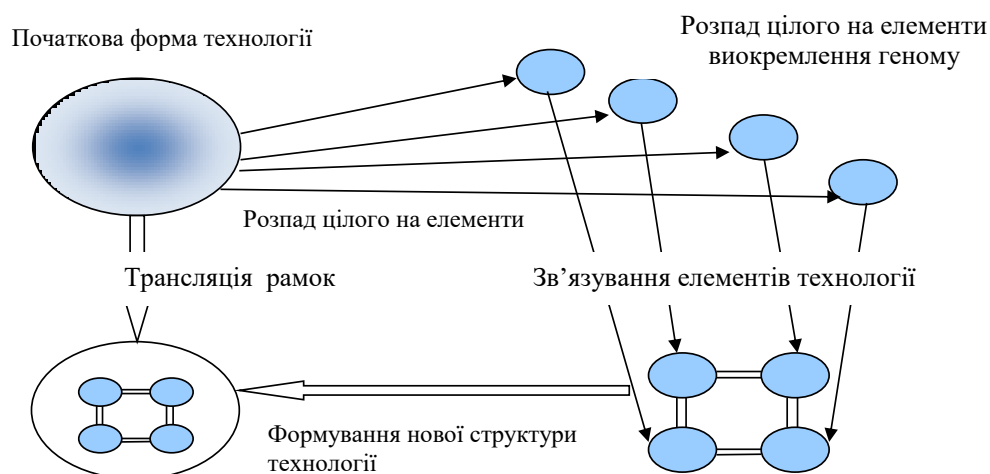 Початкова форма технології
Розпад цілого на елементи
виокремлення геному
Розпад цілого на елементи
Трансляція рамок
Зв’язування елементів технології
Формування нової структури
технології